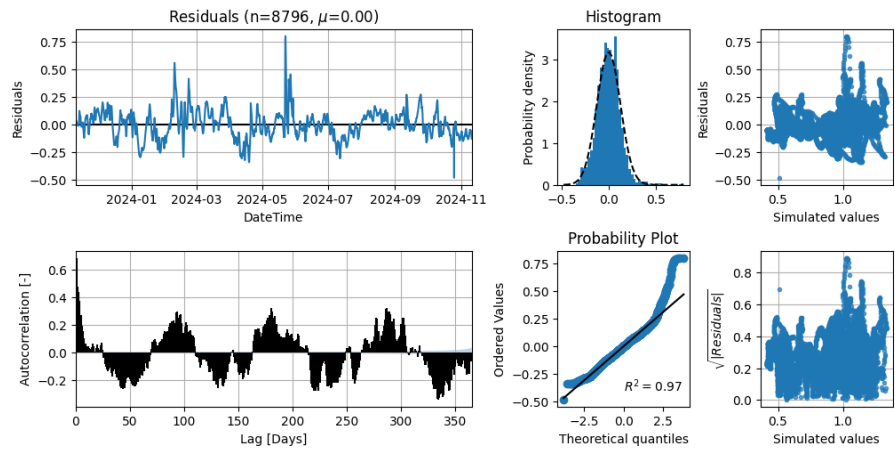 Residuals (n=8796, μ=0.00)
Residuals
0.75
0.50
0.25
0.00
−0.25
−0.50
2024-01 2024-03 2024-05 2024-07 2024-09 2024-11
DateTime
Histogram
Probability density
3
2
1
0
−0.5 0.0 0.5
Residuals
0.75
0.50
0.25
0.00
−0.25
−0.50
0.5 1.0
Simulated values
Autocorrelation [-]
0.6
0.4
0.2
0.0
−0.2
0 50 100 150 200 250 300 350
Lag [Days]
Probability Plot
Ordered Values
0.75
0.50
0.25
0.00
−0.25
−0.50
R² = 0.97
−2.5 0.0 2.5
Theoretical quantiles
√|Residuals|
0.8
0.6
0.4
0.2
0.0
0.5 1.0
Simulated values